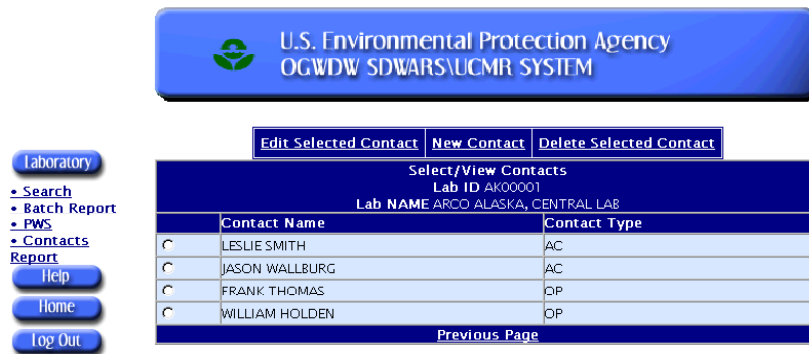 U.S. Environmental Protection Agency
OGWDW SDWARS\UCMR SYSTEM
Edit Selected Contact New Contact Delete Selected Contact
Laboratory
• Search
• Batch Report
• PWS
• Contacts
Report
Help
Home
Log Out
Select/View Contacts
Lab ID AK00001
Lab NAME ARCO ALASKA, CENTRAL LAB
Contact Name Contact Type
LESLIE SMITH AC
JASON WALLBURG AC
FRANK THOMAS OP
WILLIAM HOLDEN OP
Previous Page